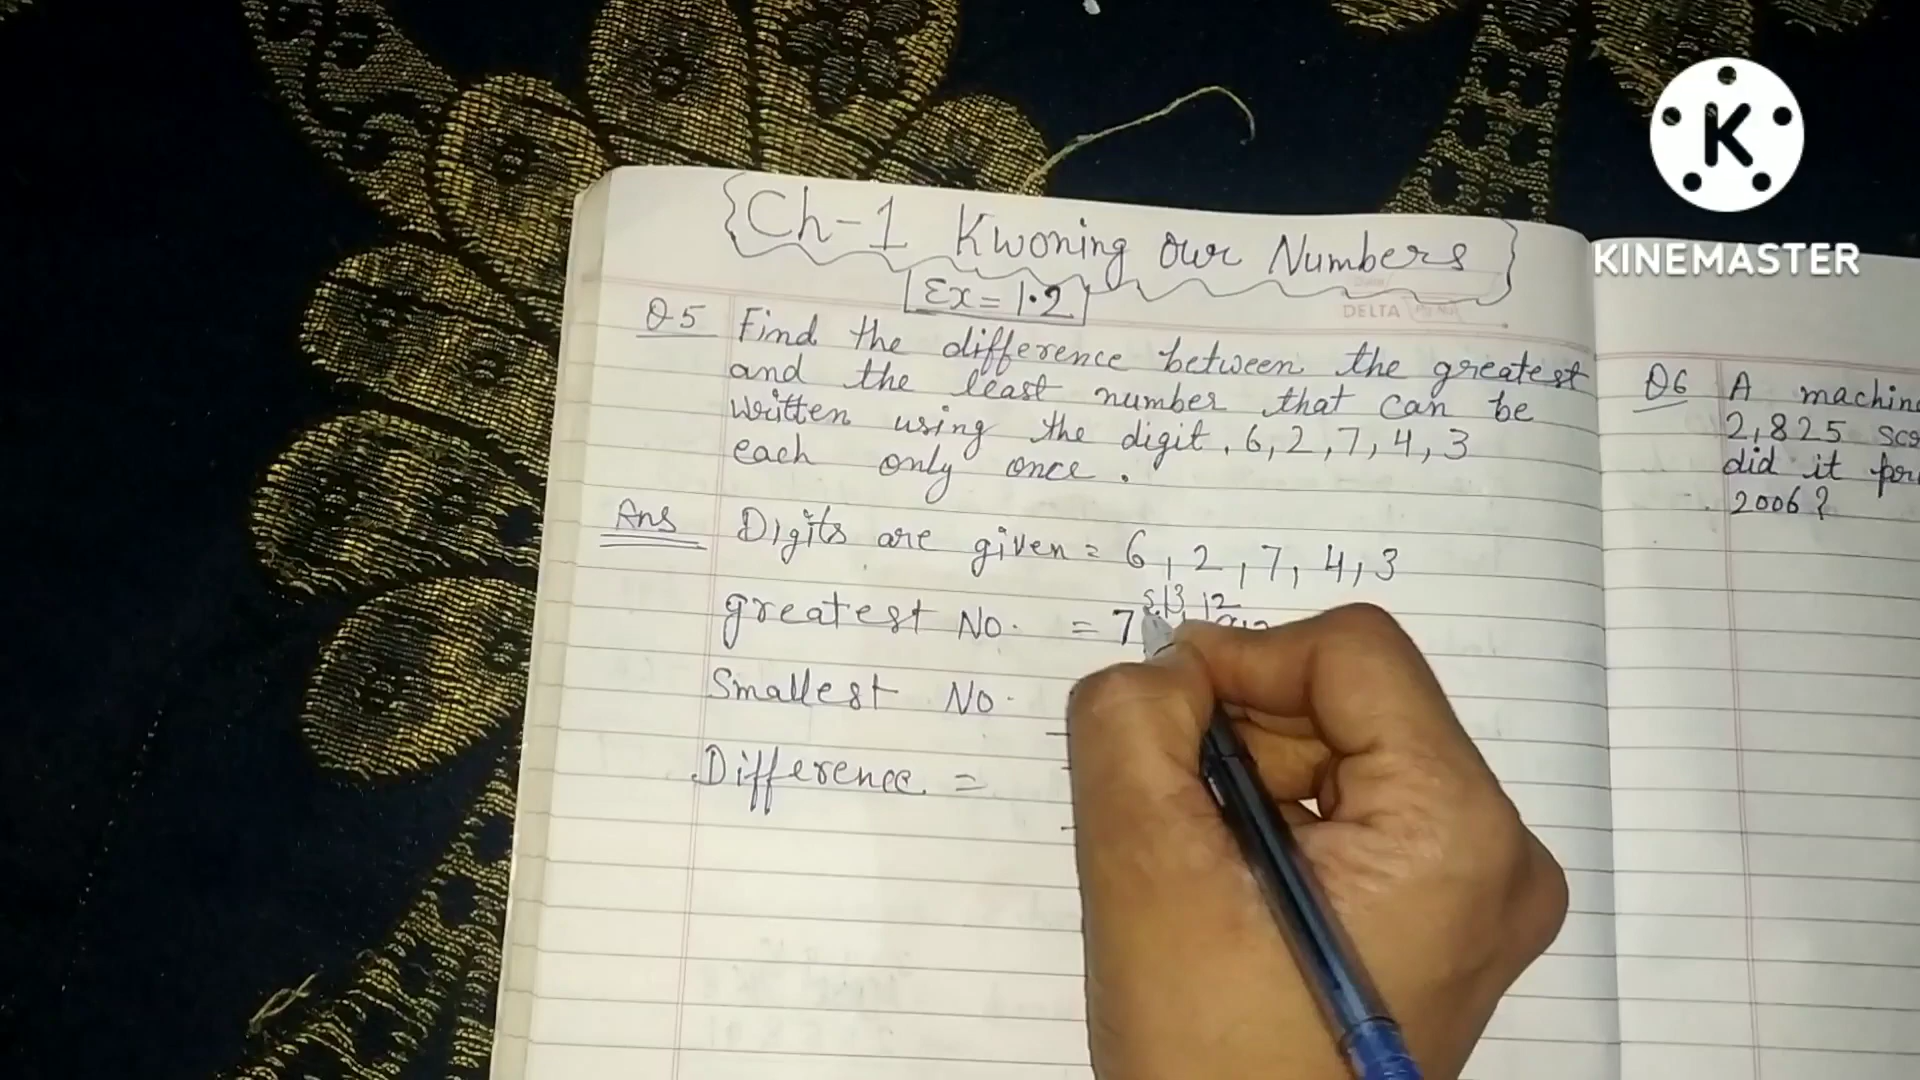 K
KINEMASTER
Ch-1 Kwoning our Numbers
Ex=1.2
DELTA
Q5 Find the difference between the greatest
and the least number that can be
written using the digit, 6, 2, 7, 4, 3
each only once.
Ans Digits are given = 6, 2, 7, 4, 3
greatest No. = 7
Smallest No.
Difference =
Q6 A machine
2,825
did it
2006?